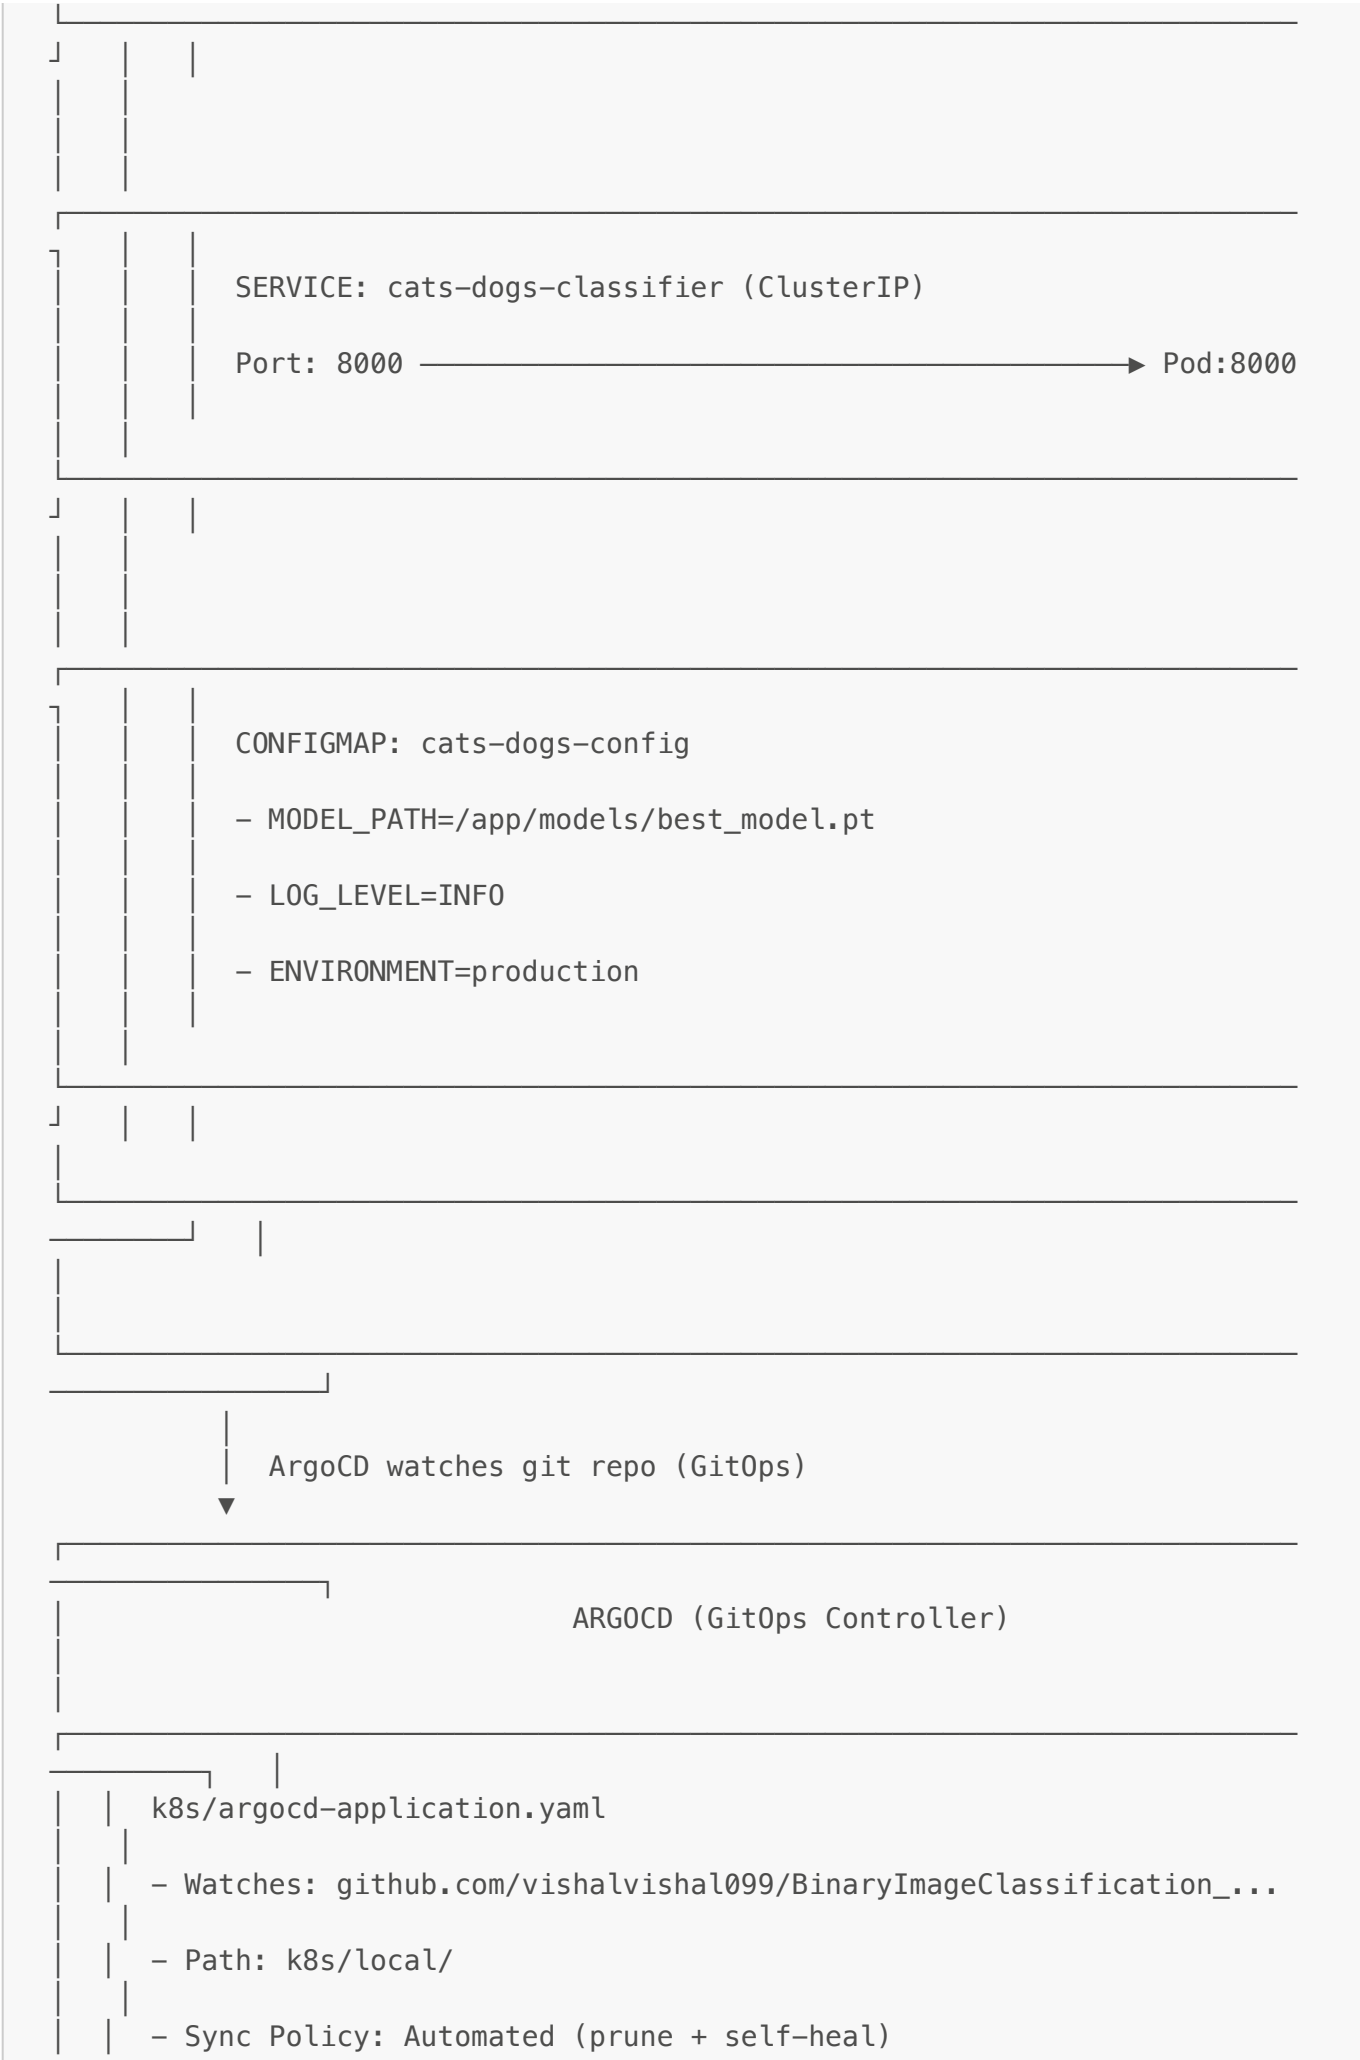 SERVICE: cats-dogs-classifier (ClusterIP)
Port: 8000 ───────────────────────────▶ Pod:8000
CONFIGMAP: cats-dogs-config
- MODEL_PATH=/app/models/best_model.pt
- LOG_LEVEL=INFO
- ENVIRONMENT=production
ArgoCD watches git repo (GitOps)
ARGOCD (GitOps Controller)
k8s/argocd-application.yaml
- Watches: github.com/vishalvishal099/BinaryImageClassification_...
- Path: k8s/local/
- Sync Policy: Automated (prune + self-heal)